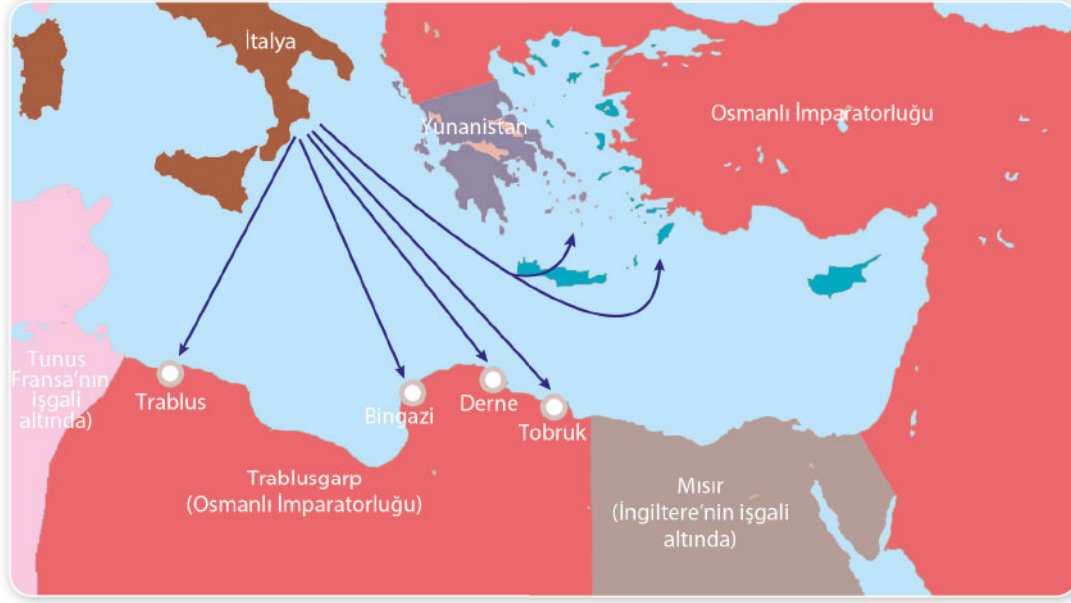 İtalya
Yunanistan
Osmanlı İmparatorluğu
Tunus
Fransa'nın
işgali
altında)
Trablus
Bingazi
Derne
Tobruk
Trablusgarp
(Osmanlı İmparatorluğu)
Mısır
(İngiltere'nin işgali
altında)